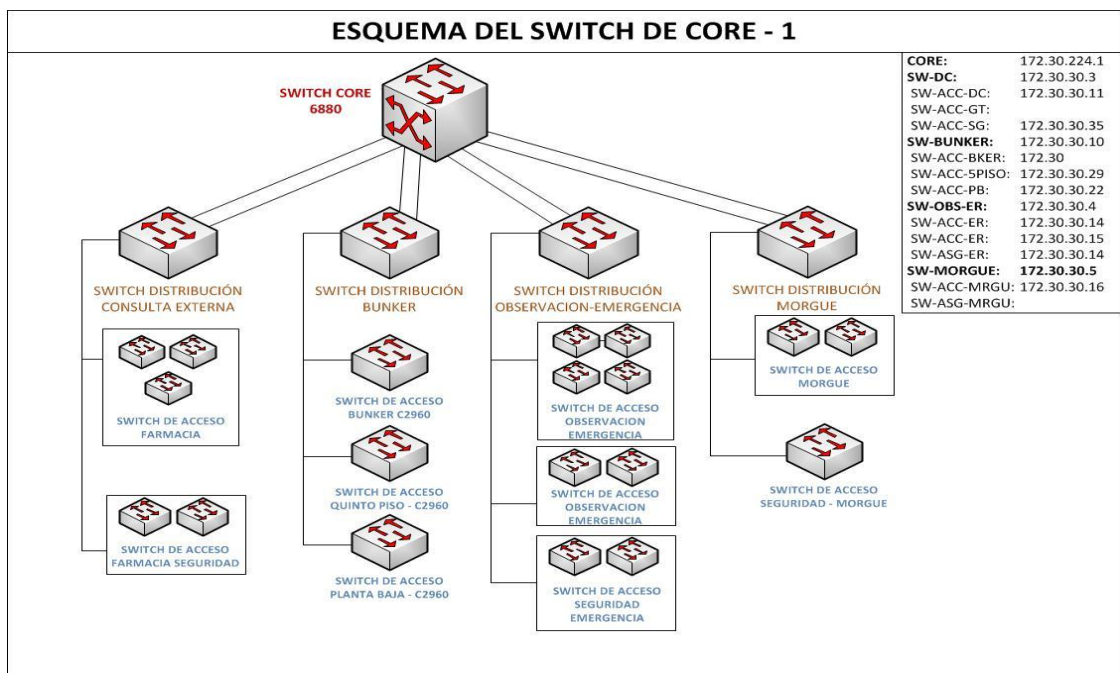 ESQUEMA DEL SWITCH DE CORE - 1
SWITCH CORE
6880
CORE: 172.30.224.1
SW-DC: 172.30.30.3
SW-ACC-DC: 172.30.30.11
SW-ACC-GT:
SW-ACC-SG: 172.30.30.35
SW-BUNKER: 172.30.30.10
SW-ACC-BKER: 172.30
SW-ACC-5PISO: 172.30.30.29
SW-ACC-PB: 172.30.30.22
SW-OBS-ER: 172.30.30.4
SW-ACC-ER: 172.30.30.14
SW-ACC-ER: 172.30.30.15
SW-ASG-ER: 172.30.30.14
SW-MORGUE: 172.30.30.5
SW-ACC-MRGU: 172.30.30.16
SW-ASG-MRGU:
SWITCH DISTRIBUCIÓN
CONSULTA EXTERNA
SWITCH DE ACCESO
FARMACIA
SWITCH DE ACCESO
FARMACIA SEGURIDAD
SWITCH DISTRIBUCIÓN
BUNKER
SWITCH DE ACCESO
BUNKER C2960
SWITCH DE ACCESO
QUINTO PISO - C2960
SWITCH DE ACCESO
PLANTA BAJA - C2960
SWITCH DISTRIBUCIÓN
OBSERVACION-EMERGENCIA
SWITCH DE ACCESO
OBSERVACION
EMERGENCIA
SWITCH DE ACCESO
OBSERVACION
EMERGENCIA
SWITCH DE ACCESO
SEGURIDAD
EMERGENCIA
SWITCH DISTRIBUCIÓN
MORGUE
SWITCH DE ACCESO
MORGUE
SWITCH DE ACCESO
SEGURIDAD - MORGUE